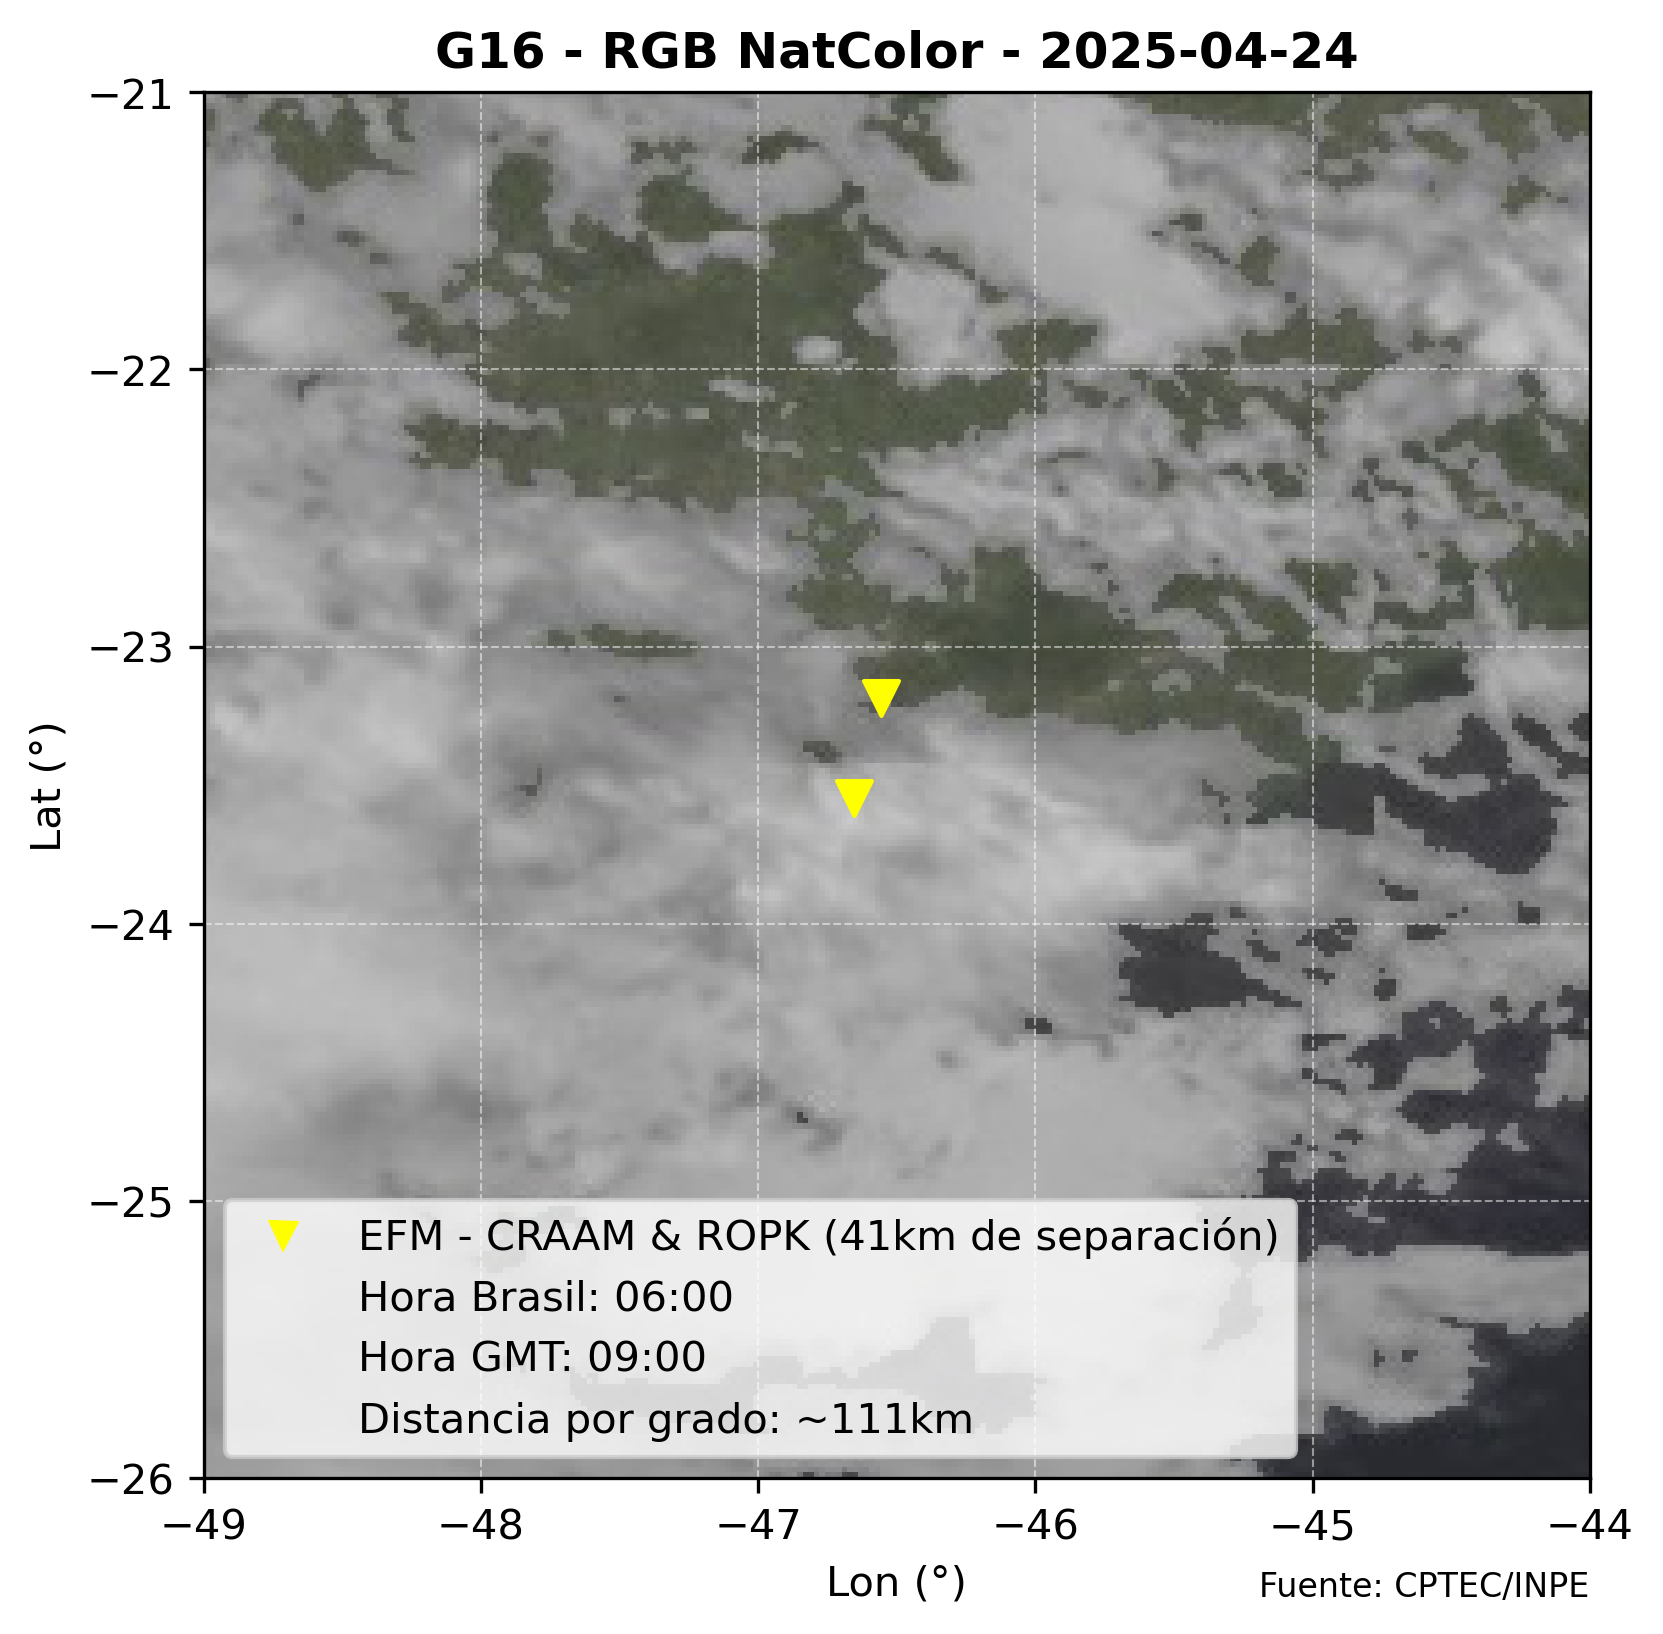 G16 - RGB NatColor - 2025-04-24
−21
−22
−23
−24
−25
−26
Lat (°)
EFM - CRAAM & ROPK (41km de separación)
Hora Brasil: 06:00
Hora GMT: 09:00
Distancia por grado: ~111km
−49 −48 −47 −46 −45 −44
Lon (°)
Fuente: CPTEC/INPE